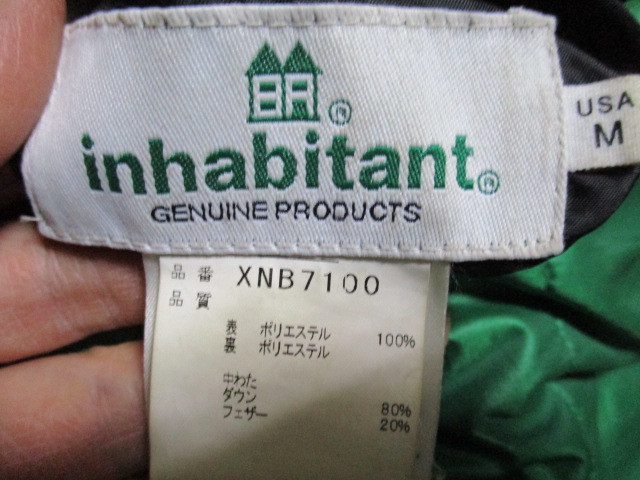 inhabitant®
GENUINE PRODUCTS
USA
M
品番 XNB7100
品質
表 ポリエステル 100%
裏 ポリエステル
中わた
ダウン 80%
フェザー 20%